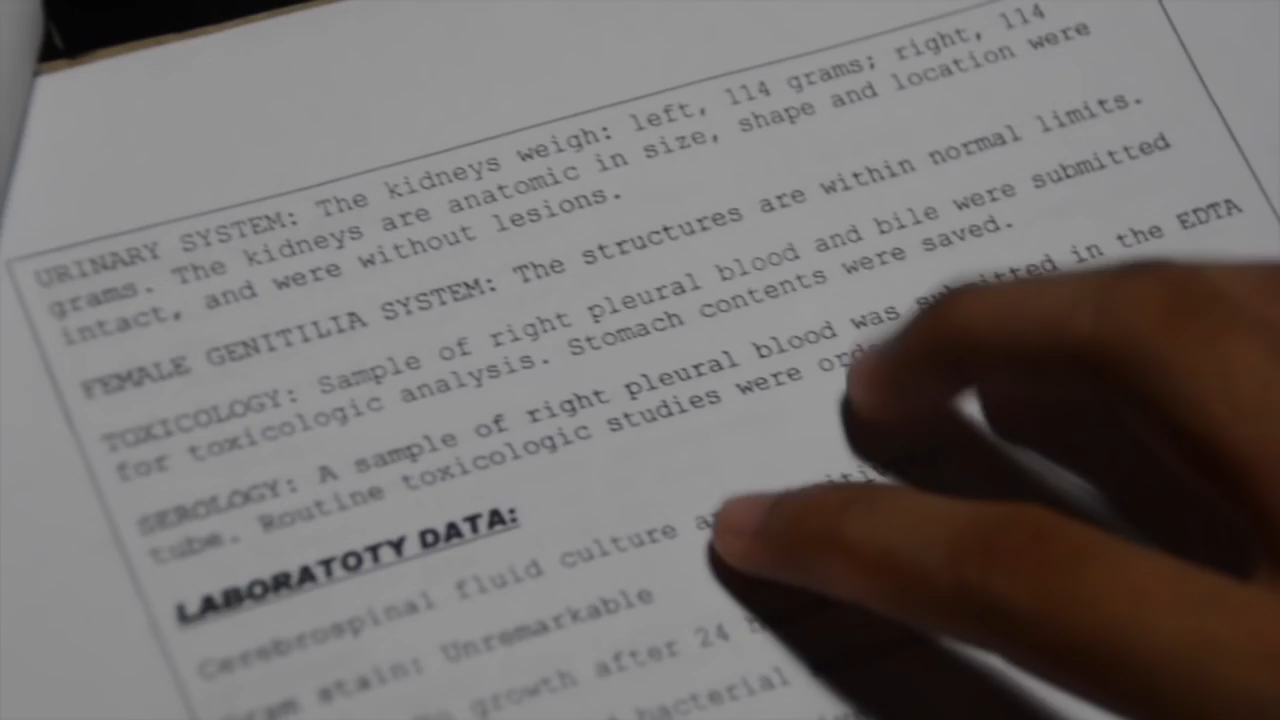 URINARY SYSTEM: The kidneys weigh: left, 114 grams; right, 114
grams. The kidneys are anatomic in size, shape and location were
intact, and were without lesions.
FEMALE GENITILIA SYSTEM: The structures are within normal limits.
TOXICOLOGY: Sample of right pleural blood and bile were submitted
for toxicologic analysis. Stomach contents were saved.
SEROLOGY: A sample of right pleural blood was submitted in the EDTA
tube. Routine toxicologic studies were
LABORATOTY DATA:
Cerebrospinal fluid culture
Gram stain: Unremarkable
growth after 24
bacterial